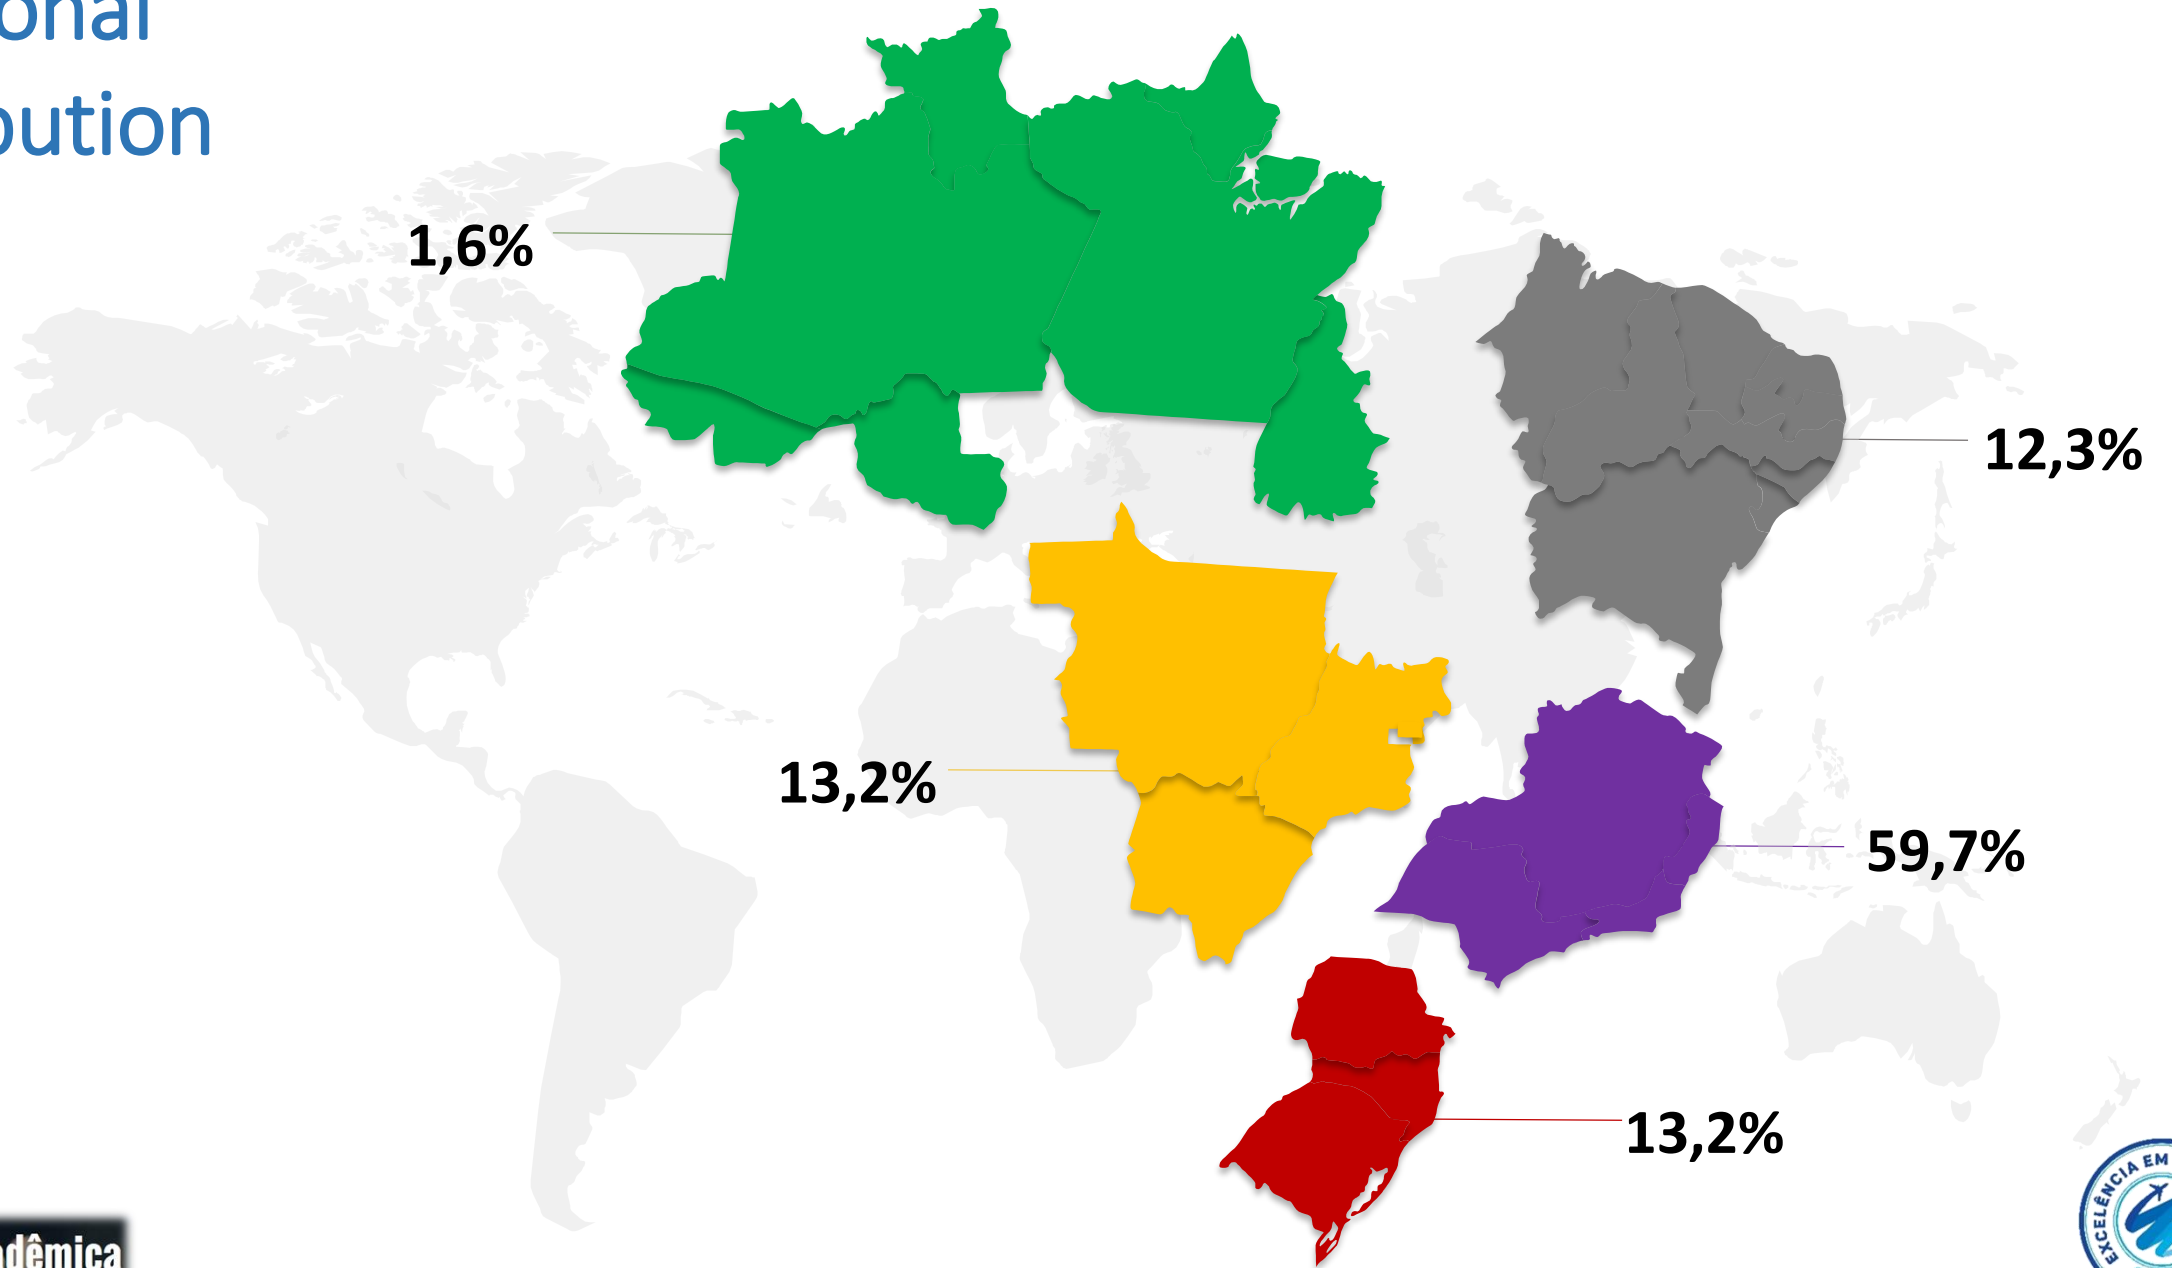 onal
bution
1,6%
12,3%
13,2%
59,7%
13,2%
adêmica
EXCELÊNCIA EM